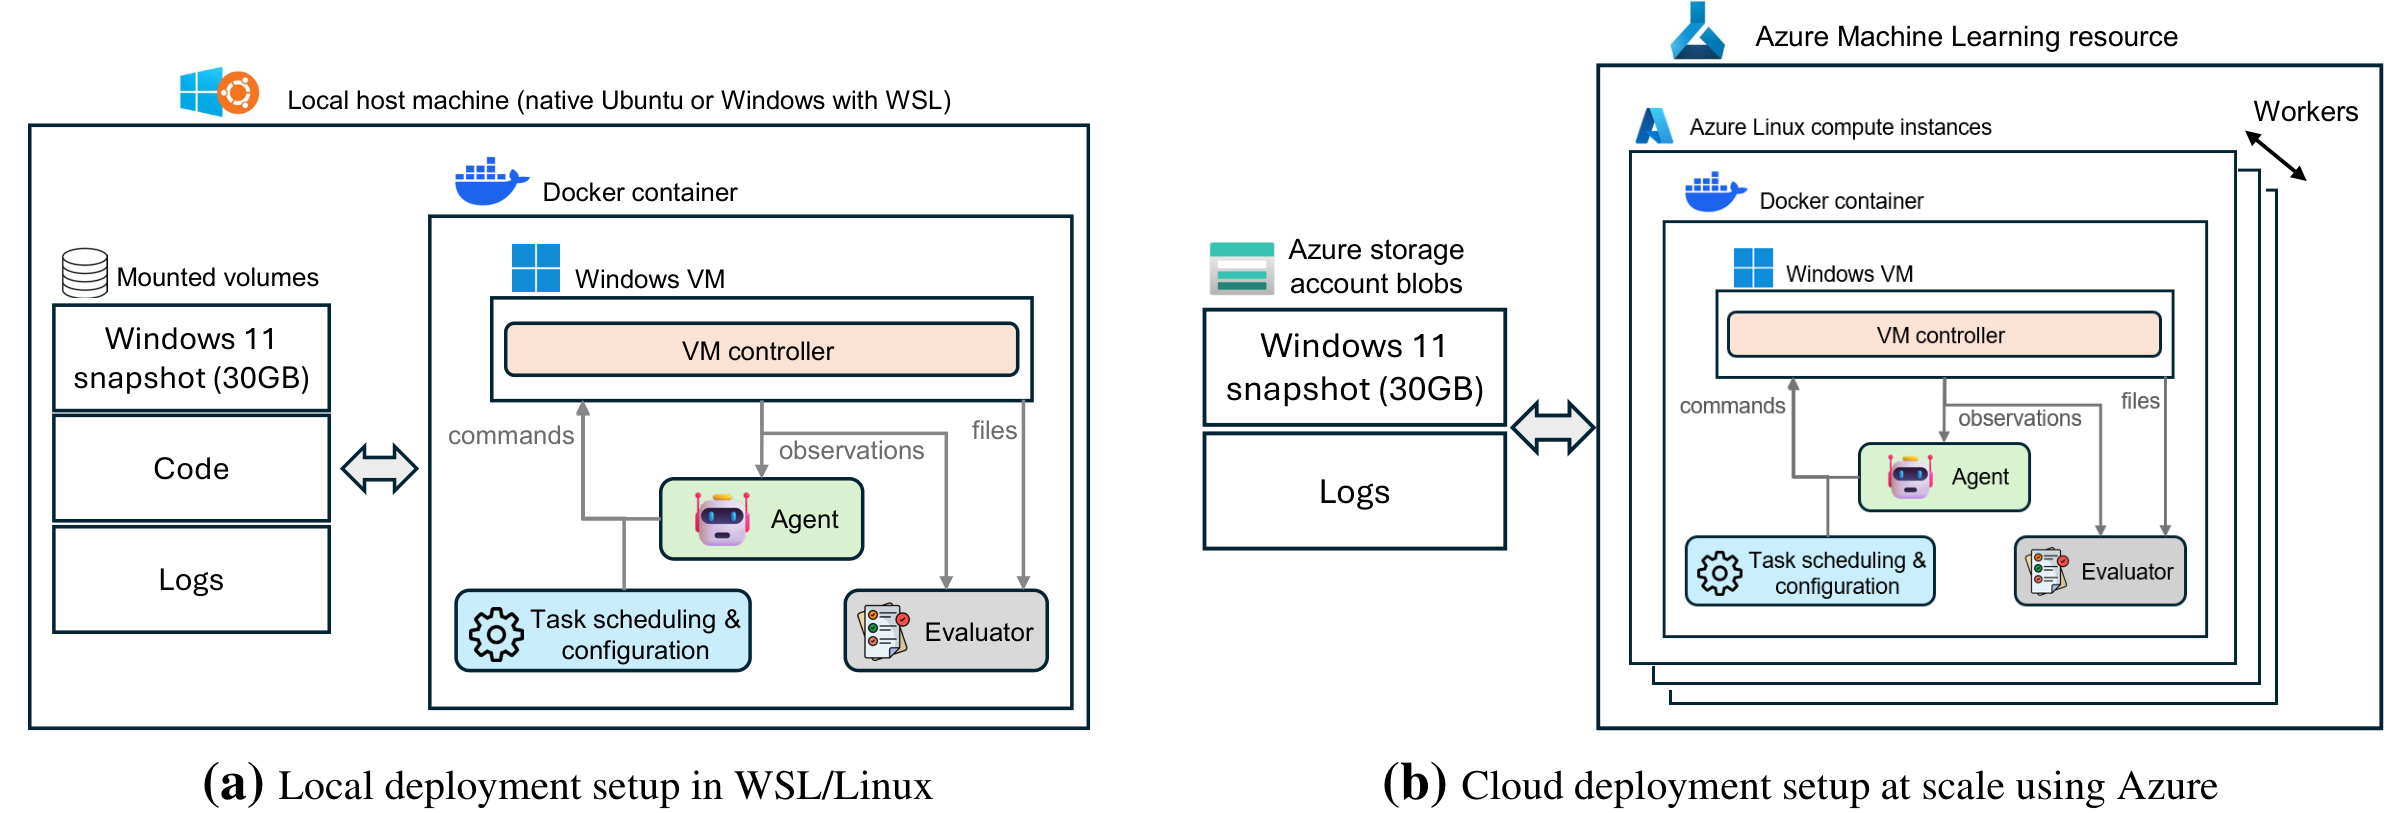 Local host machine (native Ubuntu or Windows with WSL)
Docker container
Mounted volumes
Windows 11
snapshot (30GB)
Code
Logs
Windows VM
VM controller
commands
observations
files
Agent
Task scheduling &
configuration
Evaluator
(a) Local deployment setup in WSL/Linux
Azure Machine Learning resource
Workers
Azure Linux compute instances
Docker container
Azure storage
account blobs
Windows 11
snapshot (30GB)
Logs
Windows VM
VM controller
commands
observations
files
Agent
Task scheduling &
configuration
Evaluator
(b) Cloud deployment setup at scale using Azure